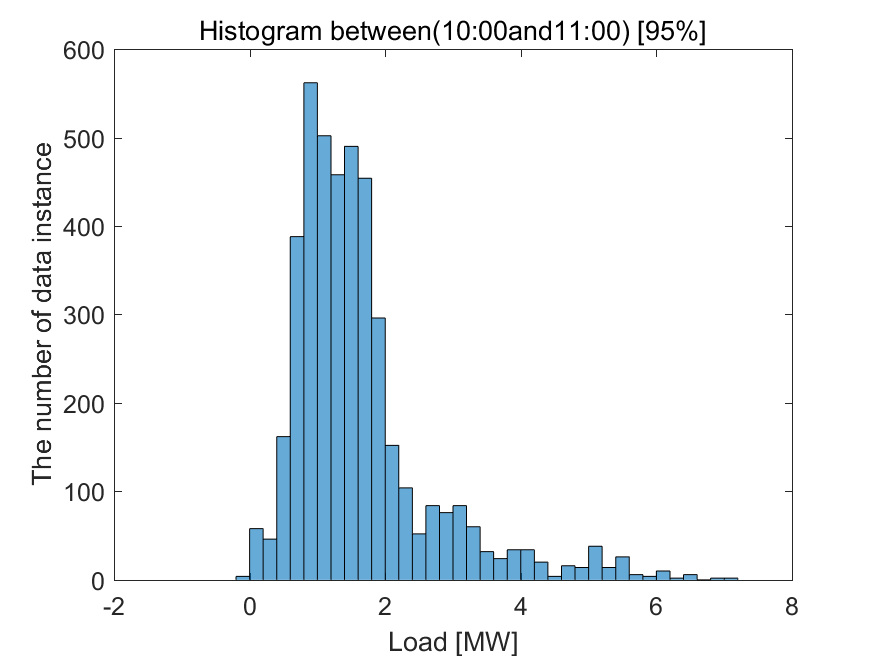 Histogram between(10:00and11:00) [95%]
The number of data instance
600
500
400
300
200
100
0
-2 0 2 4 6 8
Load [MW]